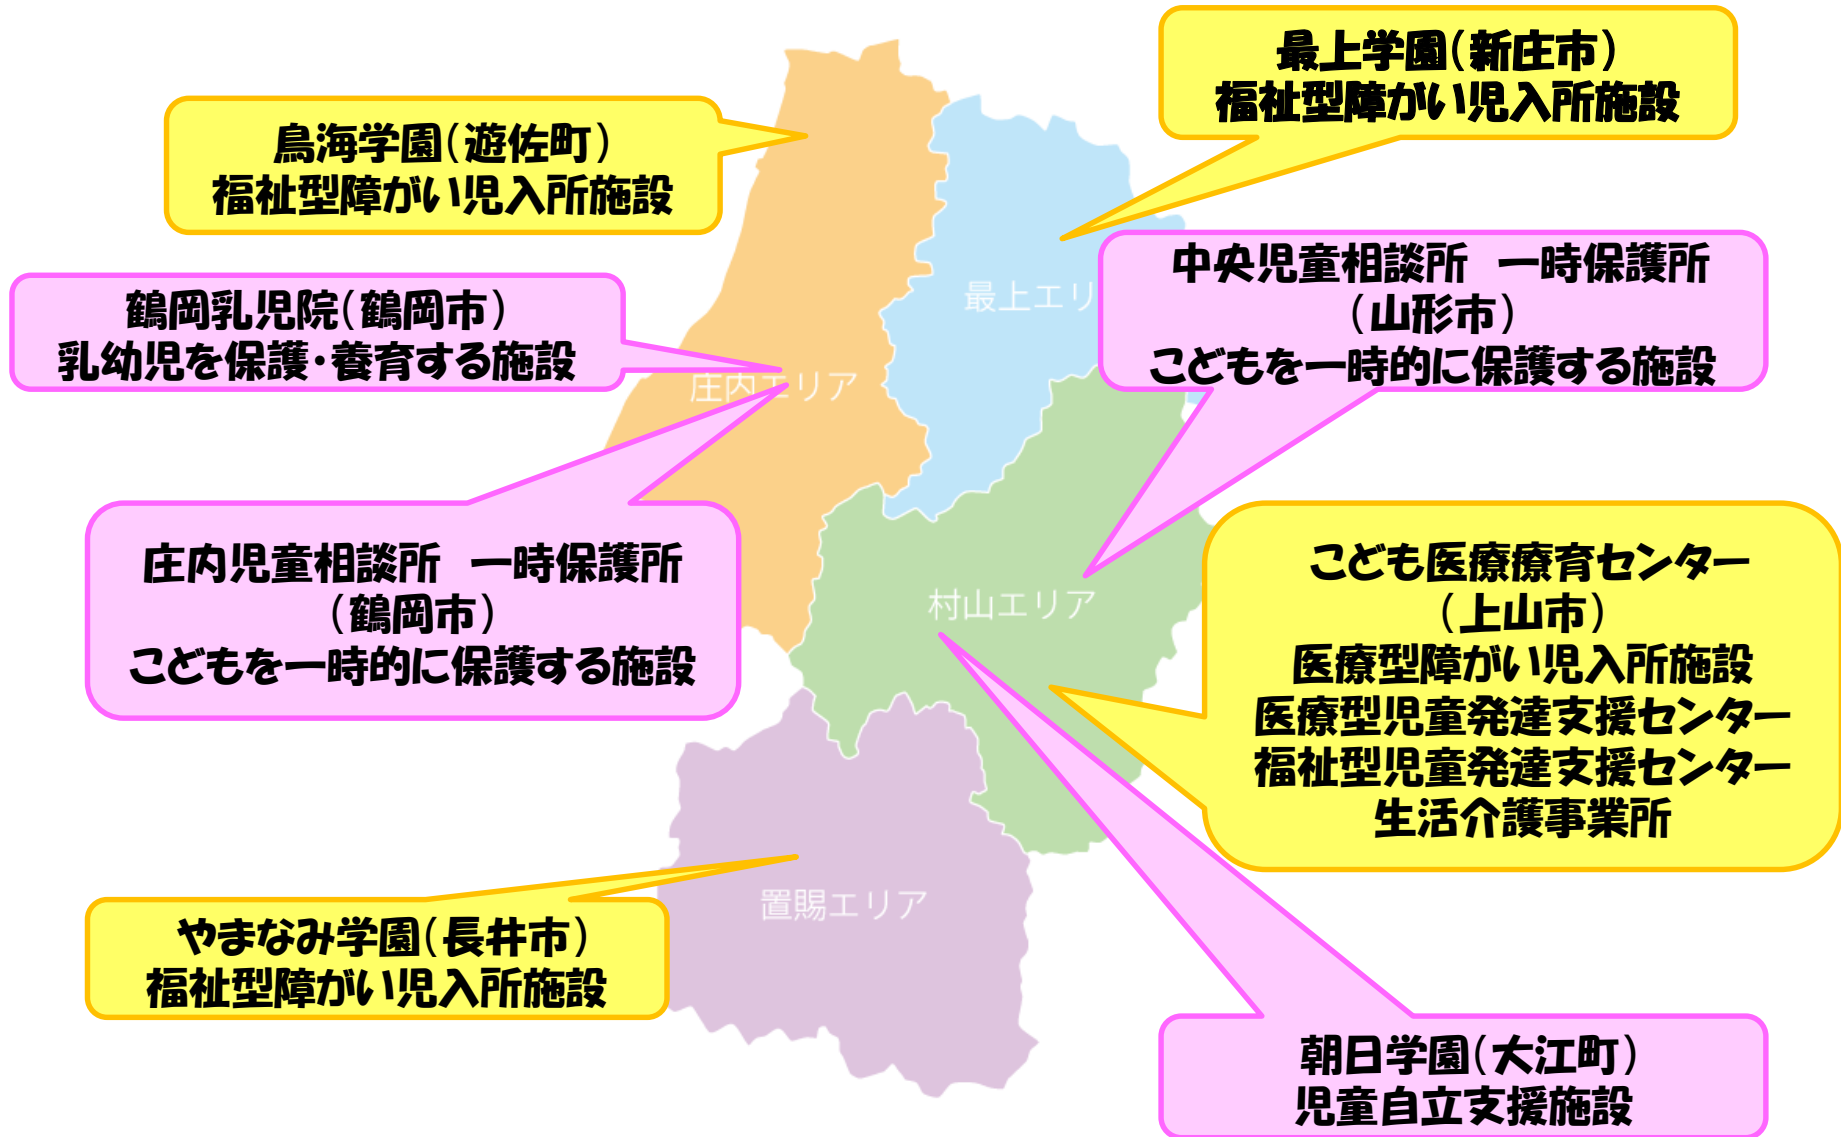 最上学園(新庄市)
福祉型障がい児入所施設
鳥海学園(遊佐町)
福祉型障がい児入所施設
中央児童相談所　一時保護所
(山形市)
こどもを一時的に保護する施設
鶴岡乳児院(鶴岡市)
乳幼児を保護・養育する施設
最上エリ
庄内エリア
庄内児童相談所　一時保護所
(鶴岡市)
こどもを一時的に保護する施設
村山エリア
こども医療療育センター
(上山市)
医療型障がい児入所施設
医療型児童発達支援センター
福祉型児童発達支援センター
生活介護事業所
置賜エリア
やまなみ学園(長井市)
福祉型障がい児入所施設
朝日学園(大江町)
児童自立支援施設